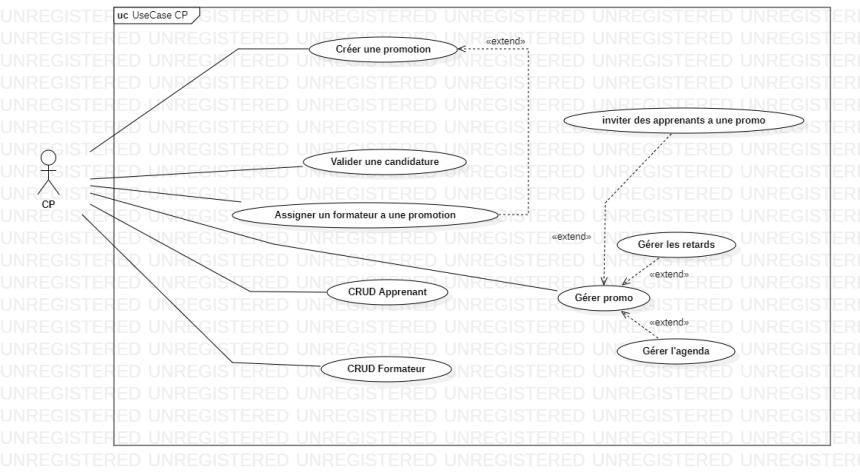 uc UseCase CP
Créer une promotion
«extend»
inviter des apprenants a une promo
Valider une candidature
CP
Assigner un formateur a une promotion
«extend»
Gérer les retards
«extend»
CRUD Apprenant
Gérer promo
«extend»
Gérer l'agenda
CRUD Formateur
UNREGISTERED UNREGISTERED UNREGISTERED UNREGISTERED UNREGISTERED UNREGISTERED